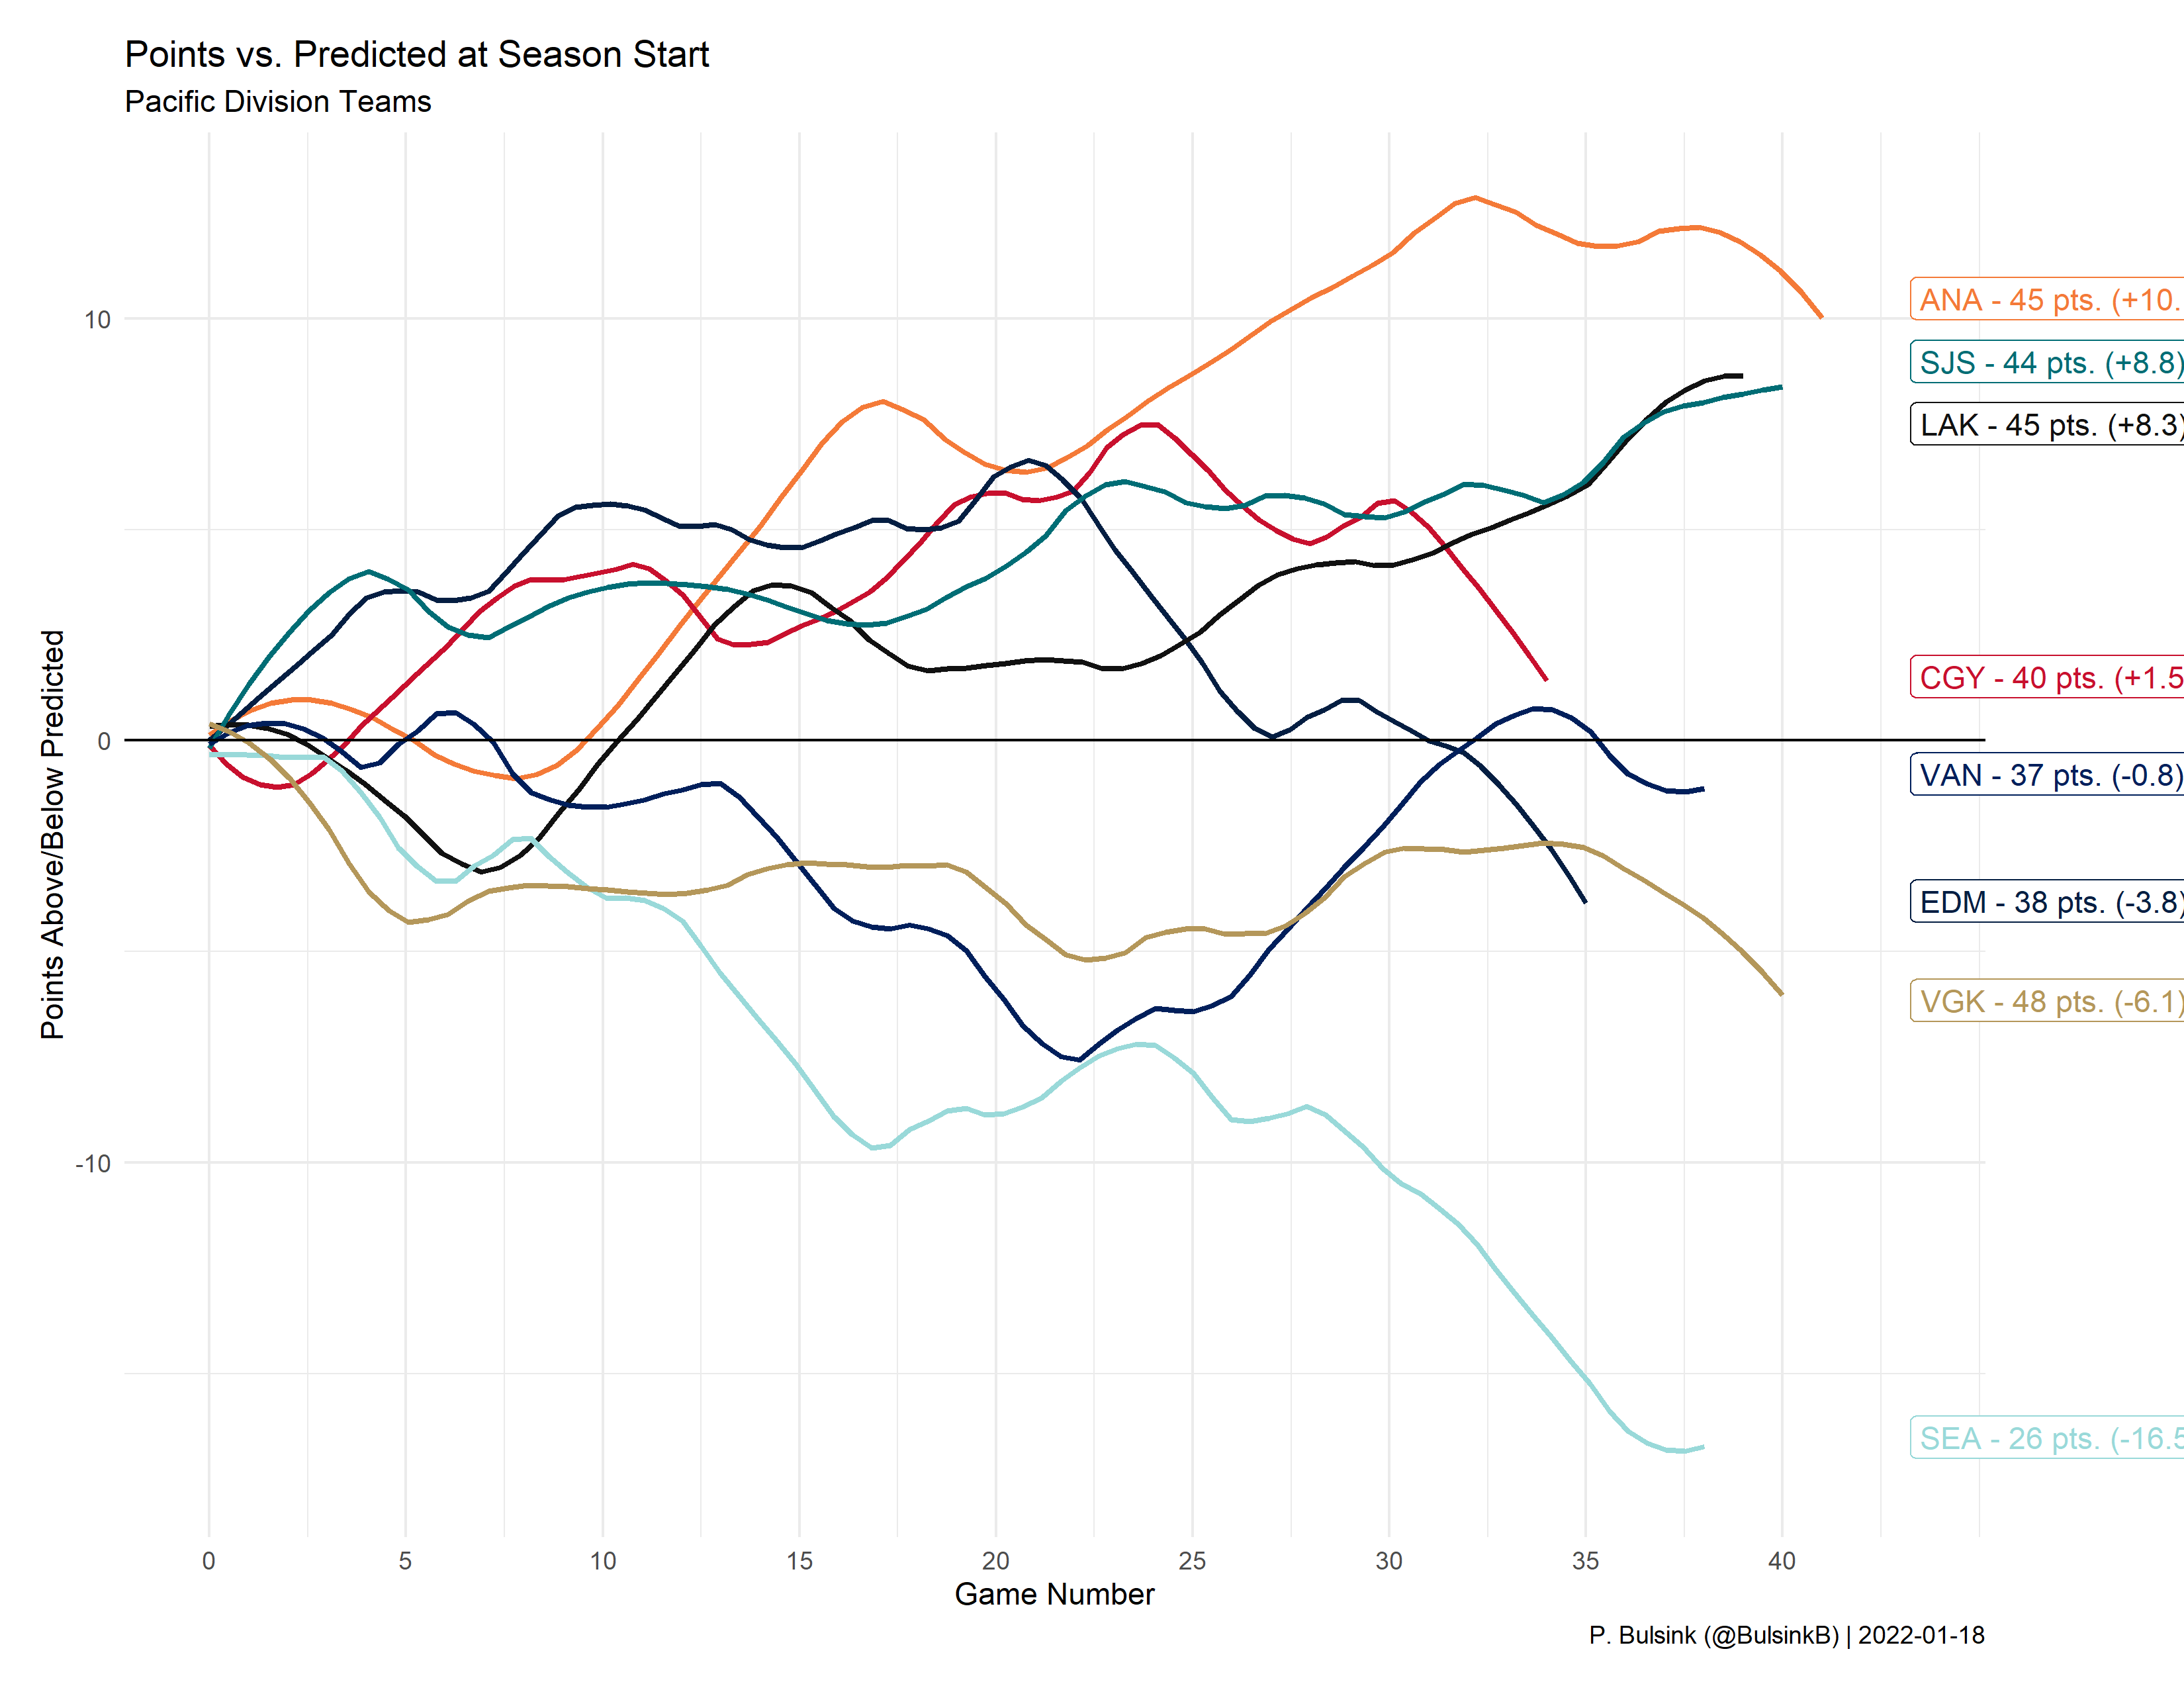 Points vs. Predicted at Season Start
Pacific Division Teams
Points Above/Below Predicted
10
0
-10
ANA - 45 pts. (+10.
SJS - 44 pts. (+8.8)
LAK - 45 pts. (+8.3)
CGY - 40 pts. (+1.5
VAN - 37 pts. (-0.8)
EDM - 38 pts. (-3.8)
VGK - 48 pts. (-6.1)
SEA - 26 pts. (-16.5
0 5 10 15 20 25 30 35 40
Game Number
P. Bulsink (@BulsinkB) | 2022-01-18